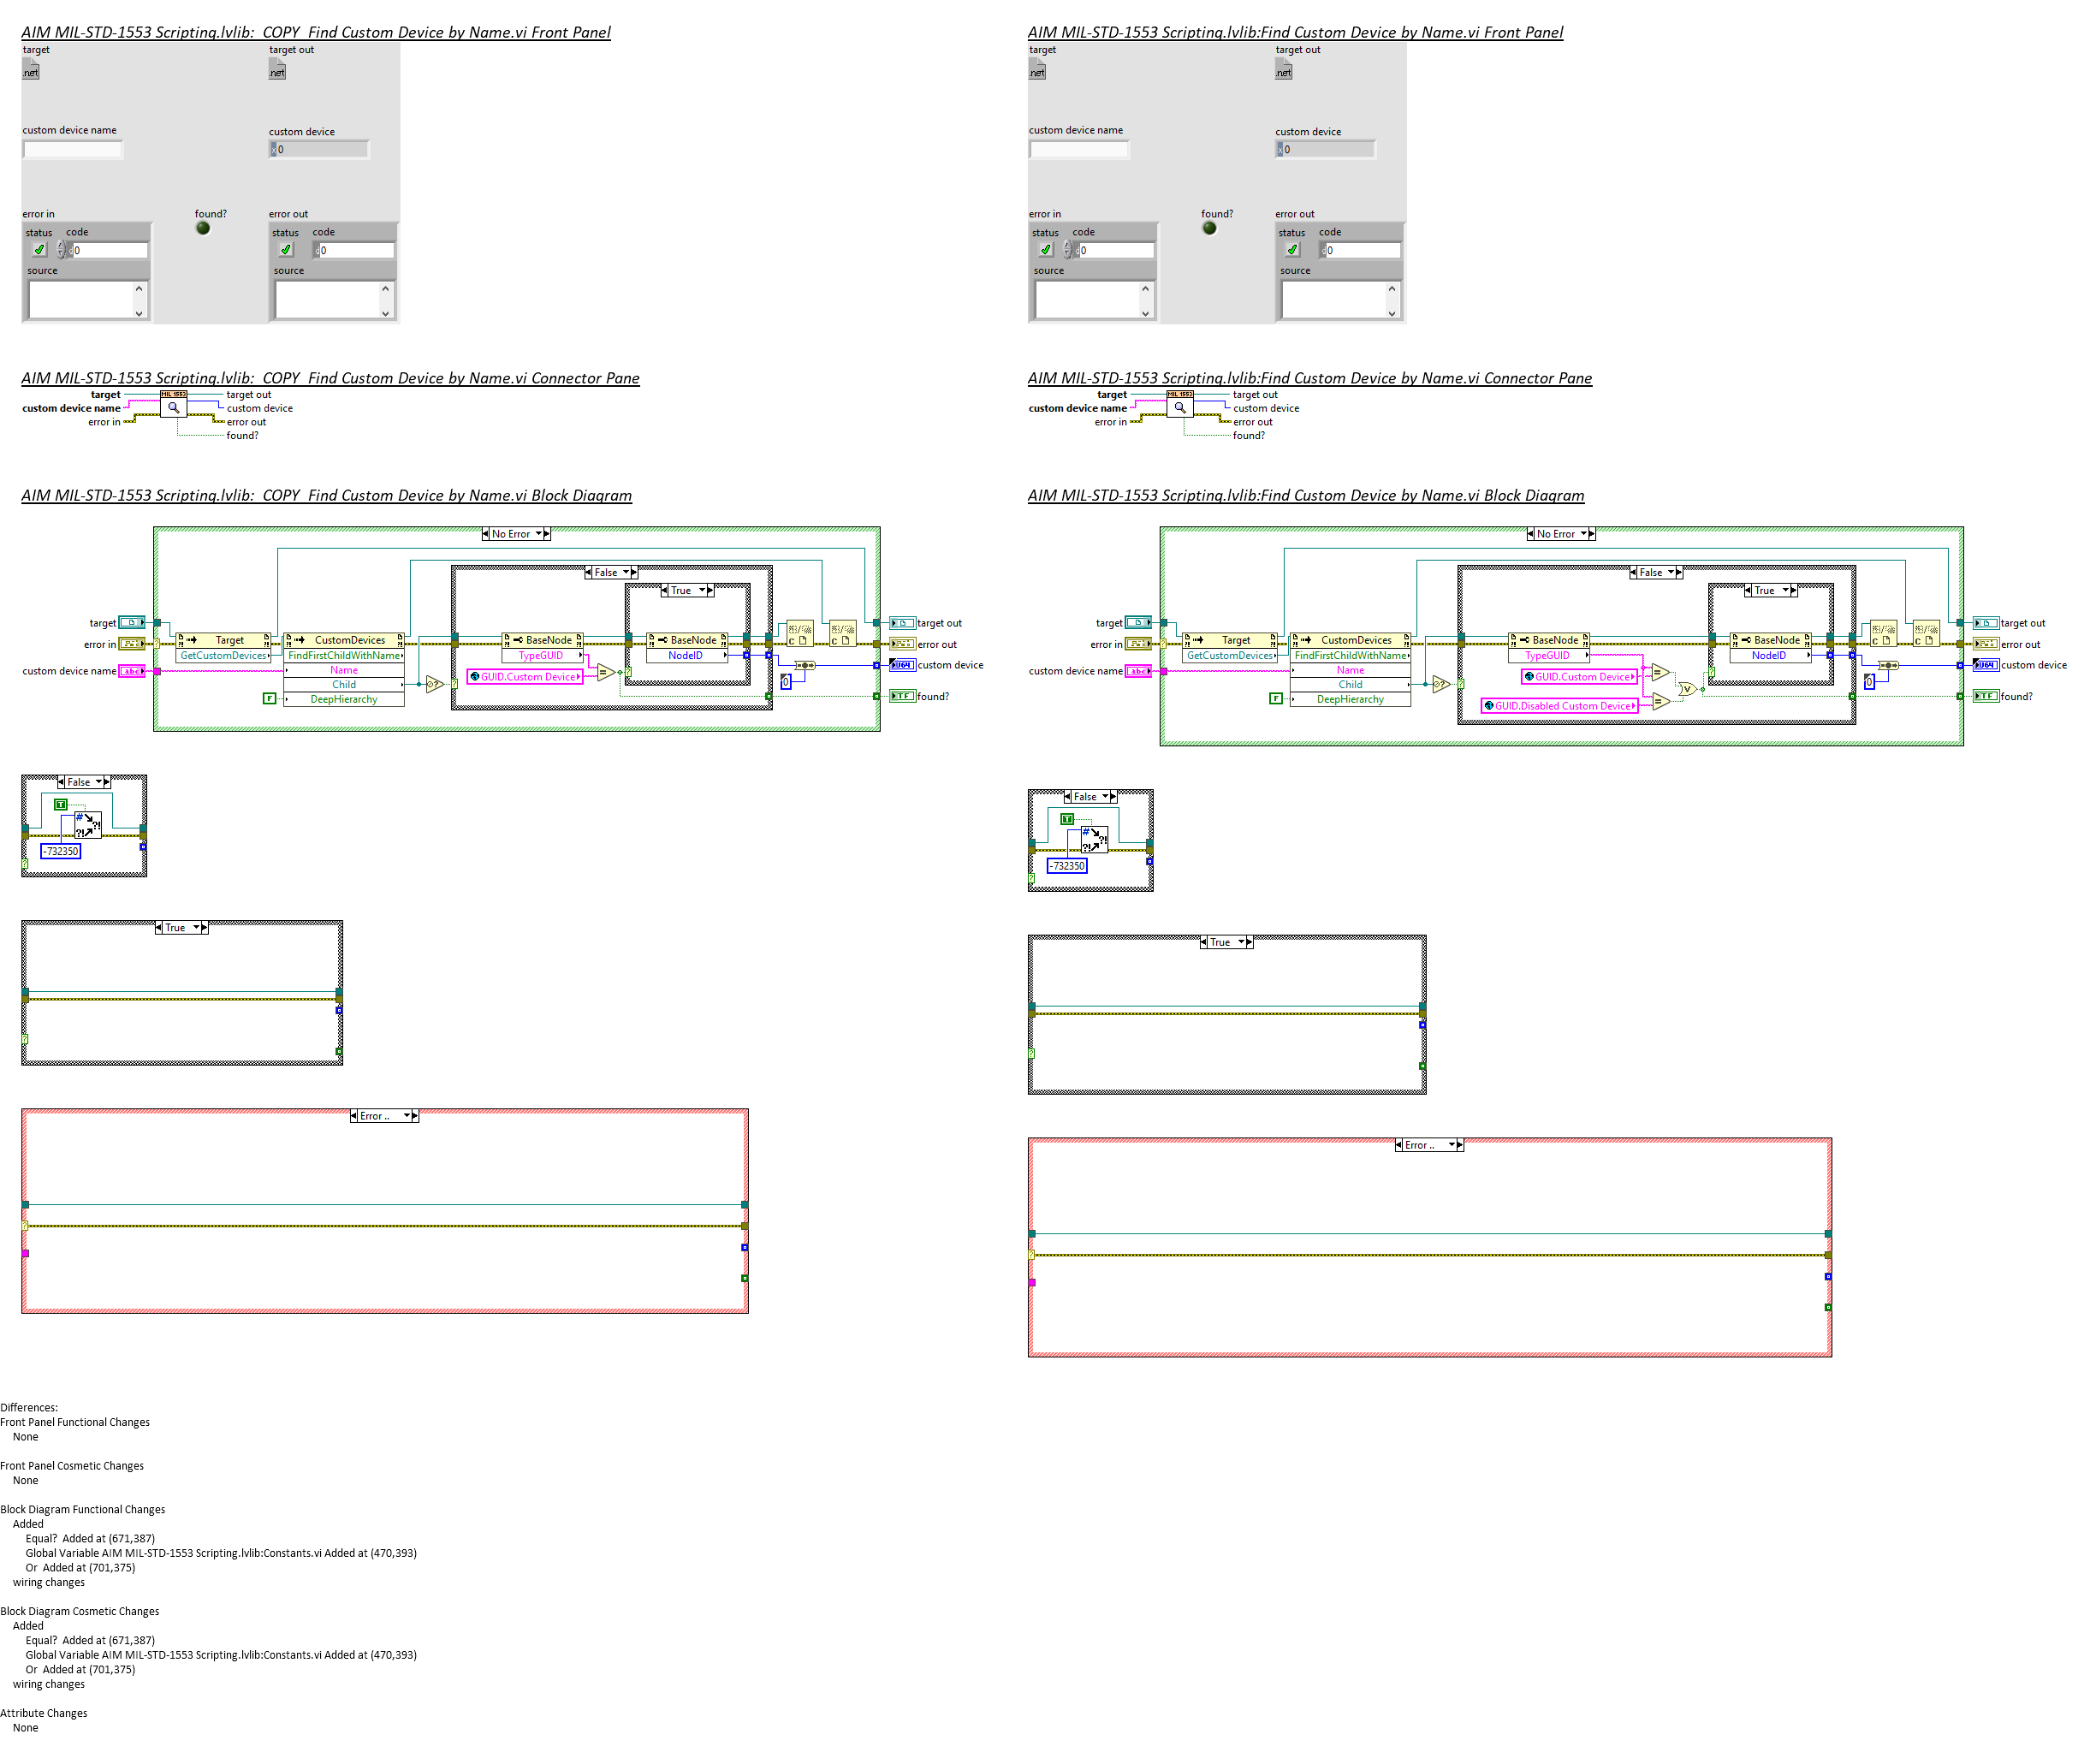 AIM MIL-STD-1553 Scripting.lvlib:  COPY  Find Custom Device by Name.vi Front Panel
target
target out
.net
.net
custom device name
custom device
x 0
error in
found?
error out
status code
status code
d 0
d 0
source
source
AIM MIL-STD-1553 Scripting.lvlib:  COPY  Find Custom Device by Name.vi Connector Pane
target
MIL 1553
target out
custom device name
custom device
error in
error out
found?
AIM MIL-STD-1553 Scripting.lvlib:  COPY  Find Custom Device by Name.vi Block Diagram
No Error
False
True
target
target out
error in
Target
CustomDevices
BaseNode
BaseNode
error out
GetCustomDevices
FindFirstChildWithName
TypeGUID
NodeID
custom device name
abc
Name
GUID.Custom Device
=
0
U64
custom device
Child
?
F
DeepHierarchy
TF
found?
False
T
#
?!
?!
-732350
?
True
?
Error ..
?
AIM MIL-STD-1553 Scripting.lvlib:Find Custom Device by Name.vi Front Panel
target
target out
.net
.net
custom device name
custom device
x 0
error in
found?
error out
status code
status code
d 0
d 0
source
source
AIM MIL-STD-1553 Scripting.lvlib:Find Custom Device by Name.vi Connector Pane
target
MIL 1553
target out
custom device name
custom device
error in
error out
found?
AIM MIL-STD-1553 Scripting.lvlib:Find Custom Device by Name.vi Block Diagram
No Error
False
True
target
target out
error in
Target
CustomDevices
BaseNode
BaseNode
error out
GetCustomDevices
FindFirstChildWithName
TypeGUID
NodeID
custom device name
abc
Name
GUID.Custom Device
=
0
U64
custom device
Child
?
V
F
DeepHierarchy
GUID.Disabled Custom Device
=
TF
found?
False
T
#
?!
?!
-732350
?
True
?
Error ..
?
Differences:
Front Panel Functional Changes
None
Front Panel Cosmetic Changes
None
Block Diagram Functional Changes
Added
Equal?  Added at (671,387)
Global Variable AIM MIL-STD-1553 Scripting.lvlib:Constants.vi Added at (470,393)
Or  Added at (701,375)
wiring changes
Block Diagram Cosmetic Changes
Added
Equal?  Added at (671,387)
Global Variable AIM MIL-STD-1553 Scripting.lvlib:Constants.vi Added at (470,393)
Or  Added at (701,375)
wiring changes
Attribute Changes
None